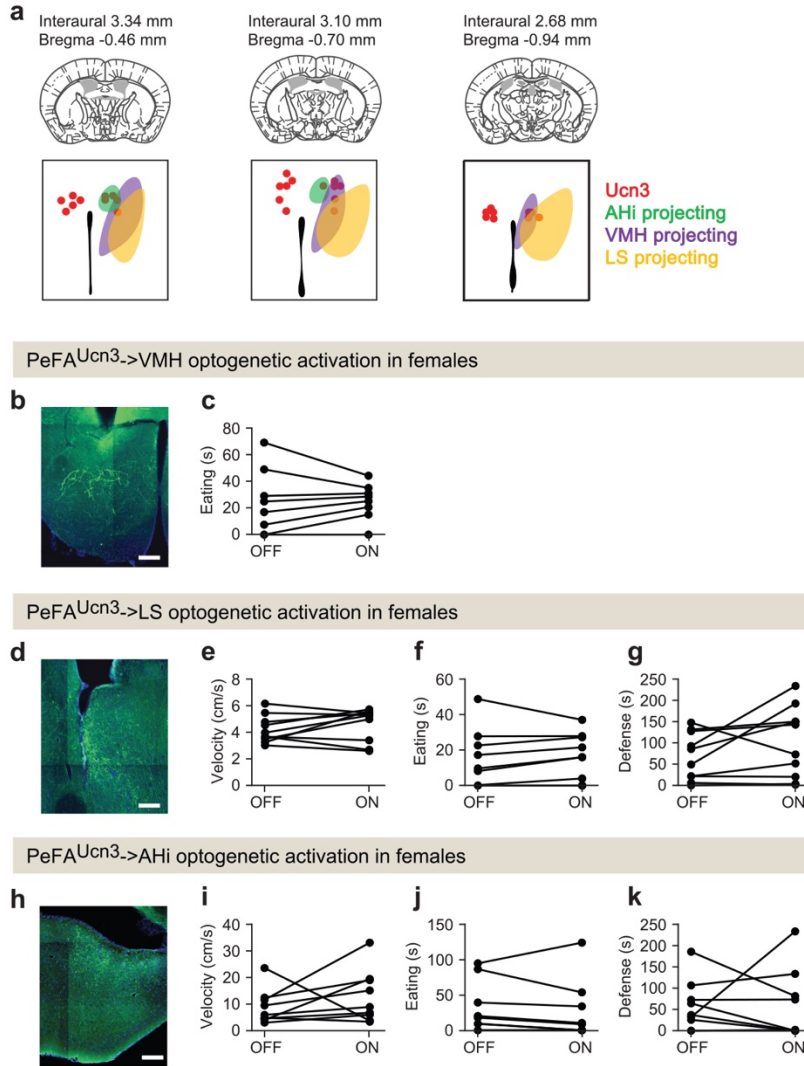 a
Interaural 3.34 mm
Bregma -0.46 mm
Interaural 3.10 mm
Bregma -0.70 mm
Interaural 2.68 mm
Bregma -0.94 mm
Ucn3
AHi projecting
VMH projecting
LS projecting
PeFAUcn3->VMH optogenetic activation in females
b
c
Eating (s)
80
60
40
20
0
OFF
ON
PeFAUcn3->LS optogenetic activation in females
d
e
Velocity (cm/s)
8
6
4
2
0
OFF
ON
f
Eating (s)
60
40
20
0
OFF
ON
g
Defense (s)
250
200
150
100
50
0
OFF
ON
PeFAUcn3->AHi optogenetic activation in females
h
i
Velocity (cm/s)
40
30
20
10
0
OFF
ON
j
Eating (s)
150
100
50
0
OFF
ON
k
Defense (s)
250
200
150
100
50
0
OFF
ON